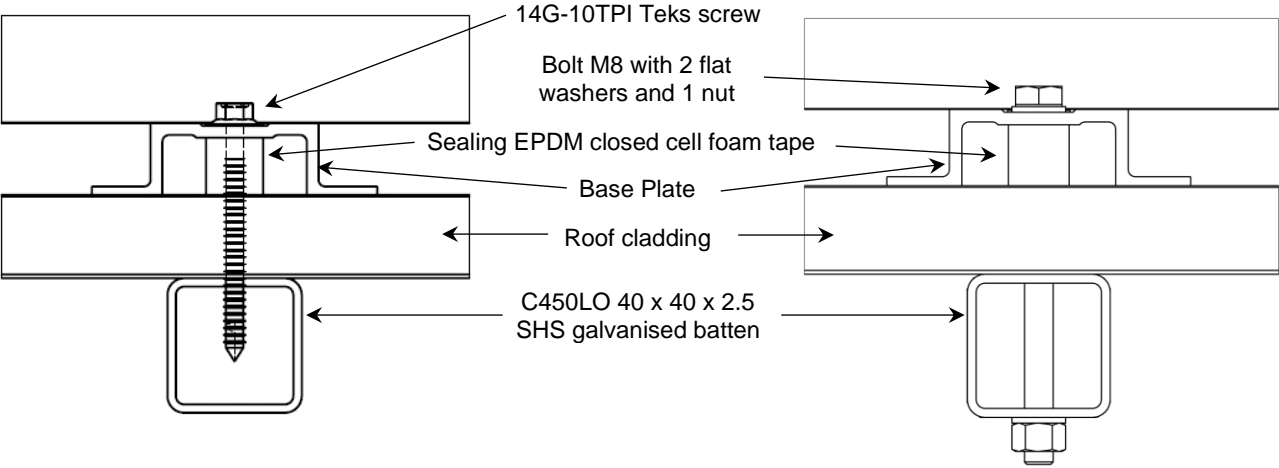 14G-10TPI Teks screw
Bolt M8 with 2 flat
washers and 1 nut
Sealing EPDM closed cell foam tape
Base Plate
Roof cladding
C450LO 40 x 40 x 2.5
SHS galvanised batten